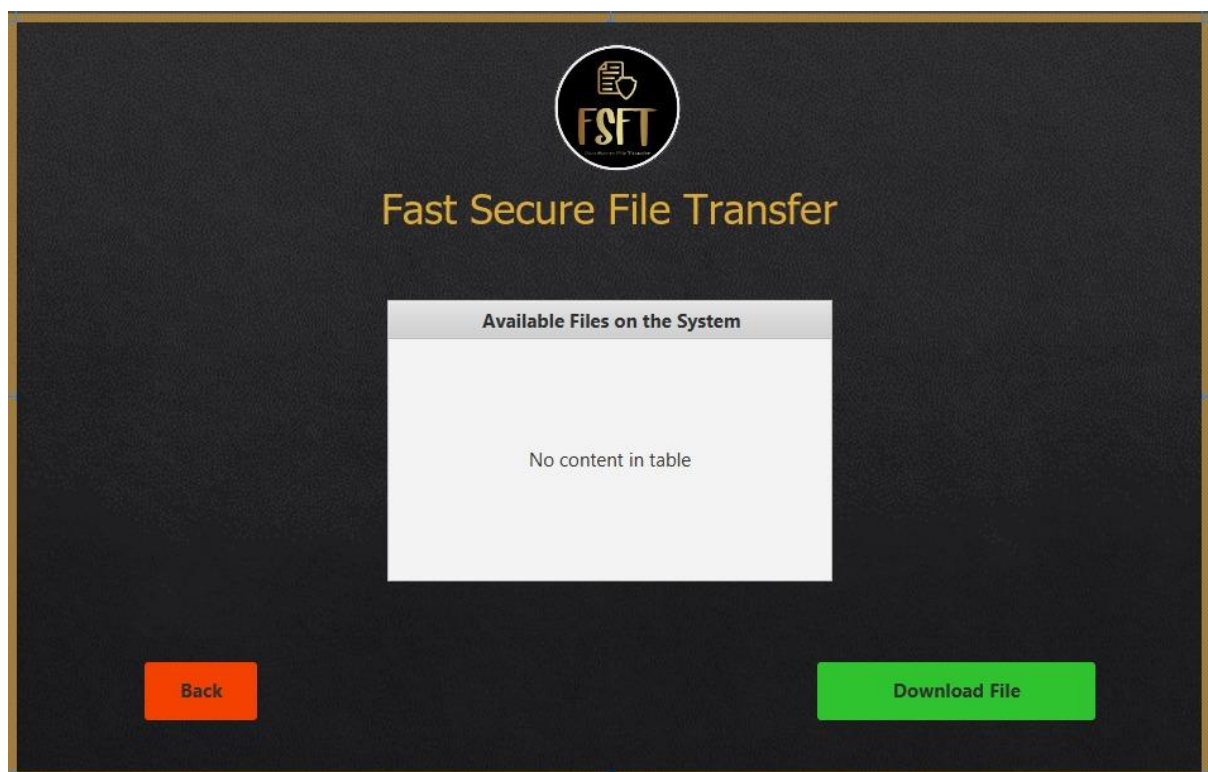 FSFT
Fast Secure File Transfer
Available Files on the System
No content in table
Back
Download File